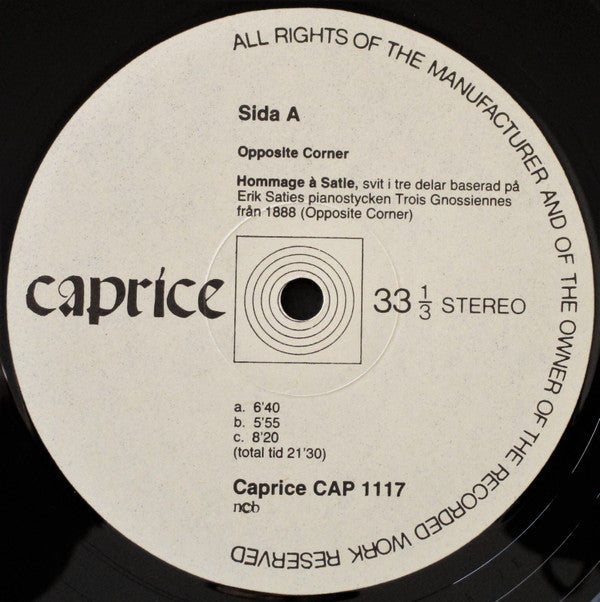 ALL RIGHTS OF THE MANUFACTURER AND OF THE OWNER OF THE RECORDED WORK RESERVED
Sida A
Opposite Corner
Hommage à Satie, svit i tre delar baserad på
Erik Saties pianostycken Trois Gnossiennes
från 1888 (Opposite Corner)
caprice
33 1/3 STEREO
a. 6'40
b. 5'55
c. 8'20
(total tid 21'30)
Caprice CAP 1117
ncb